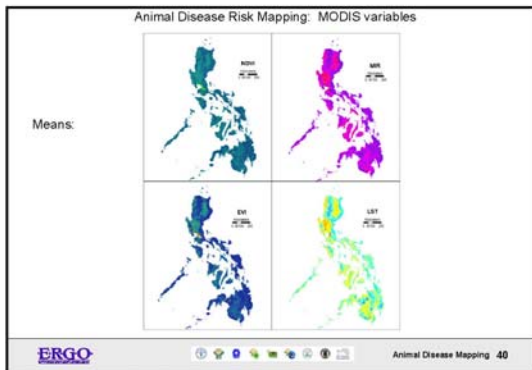 Animal Disease Risk Mapping: MODIS variables
NDVI
MIR
Means:
EVI
LST
ERGO
Animal Disease Mapping 40